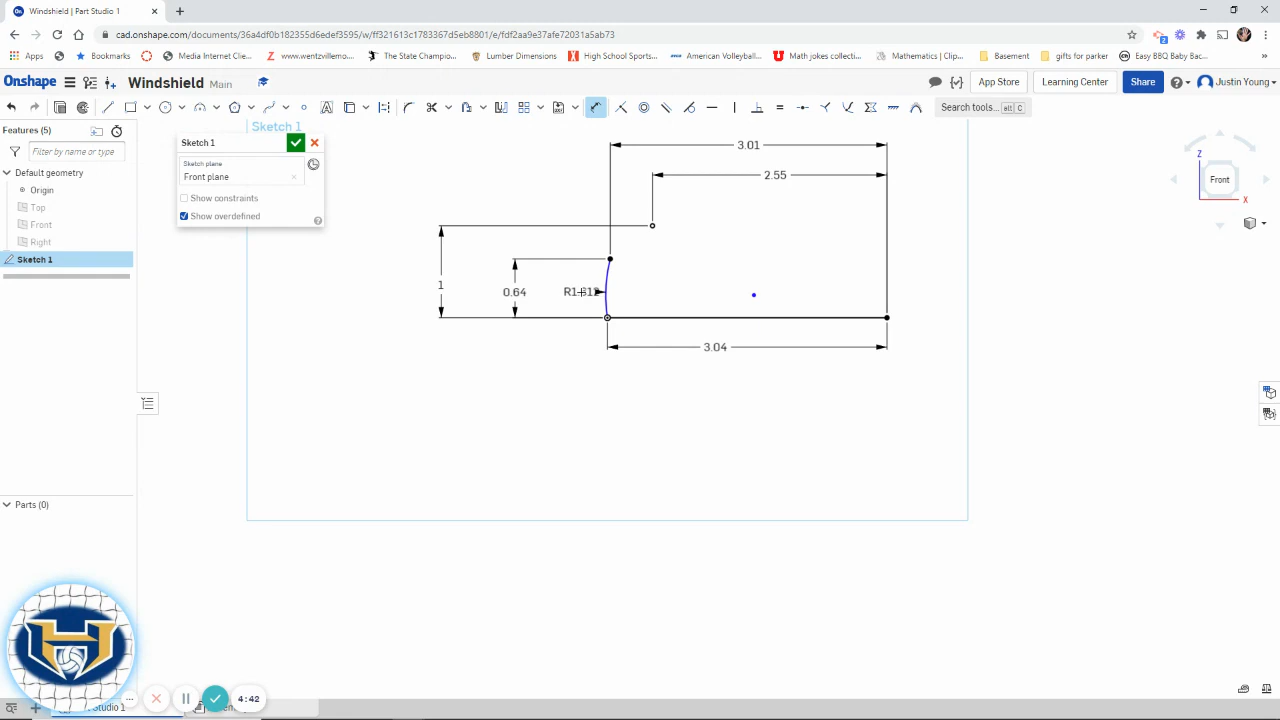 Windshield | Part Studio 1
cad.onshape.com/documents/36a4df0b182355d6edef3595/w/ff321613c1783367d5eb8801/e/fdf2aa9e37afe72031a5ab73
Apps
Bookmarks
Media Internet Clie...
www.wentzvillemo...
The State Champio...
Lumber Dimensions
High School Sports...
American Volleyball...
Math jokes collecti...
Mathematics | Clip...
Basement
gifts for parker
Easy BBQ Baby Bac...
Onshape
Windshield
Main
App Store
Learning Center
Share
Justin Young
Search tools...
alt C
Features (5)
Filter by name or type
Default geometry
Origin
Top
Front
Right
Sketch 1
Parts (0)
Sketch 1
Sketch 1
Sketch plane
Front plane
Show constraints
Show overdefined
3.01
2.55
1
0.64
3.04
Z
Front
X
4:42
Studio 1